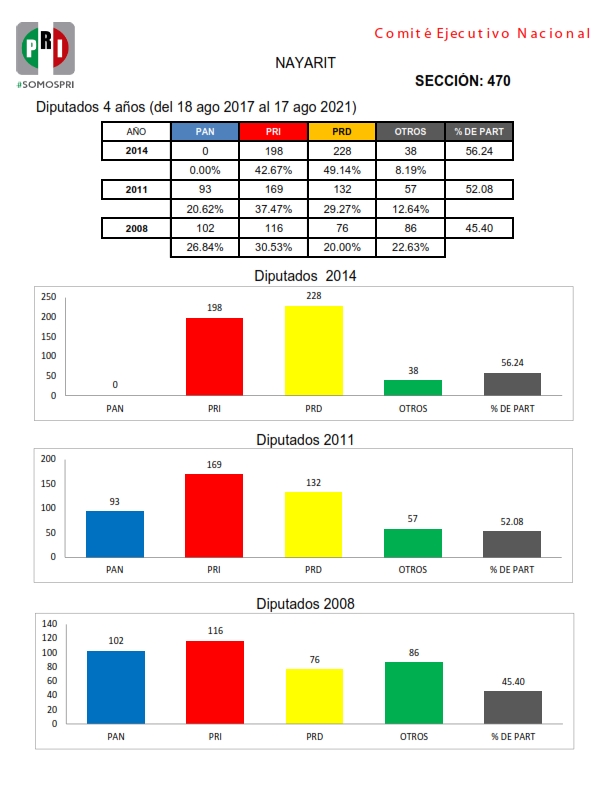 Comité Ejecutivo Nacional
PRI
#SOMOSPRI
NAYARIT
SECCIÓN: 470
Diputados 4 años (del 18 ago 2017 al 17 ago 2021)
AÑO PAN PRI PRD OTROS % DE PART
2014 0 198 228 38 56.24
0.00% 42.67% 49.14% 8.19%
2011 93 169 132 57 52.08
20.62% 37.47% 29.27% 12.64%
2008 102 116 76 86 45.40
26.84% 30.53% 20.00% 22.63%
Diputados 2014
250
200
150
100
50
0
0 198 228 38 56.24
PAN PRI PRD OTROS % DE PART
Diputados 2011
200
150
100
50
0
93 169 132 57 52.08
PAN PRI PRD OTROS % DE PART
Diputados 2008
140
120
100
80
60
40
20
0
102 116 76 86 45.40
PAN PRI PRD OTROS % DE PART